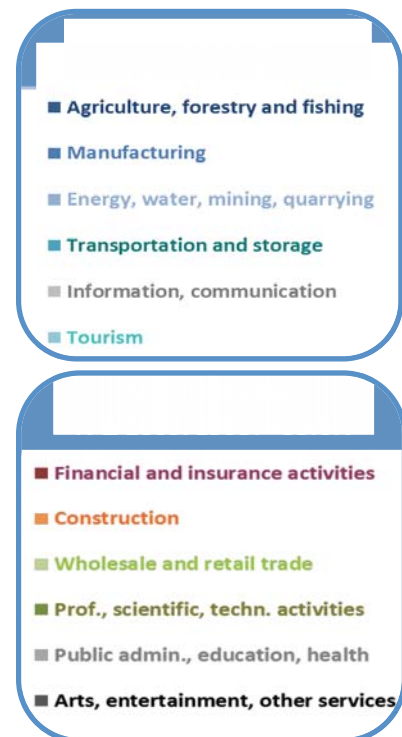 Agriculture, forestry and fishing
Manufacturing
Energy, water, mining, quarrying
Transportation and storage
Information, communication
Tourism
Financial and insurance activities
Construction
Wholesale and retail trade
Prof., scientific, techn. activities
Public admin., education, health
Arts, entertainment, other services